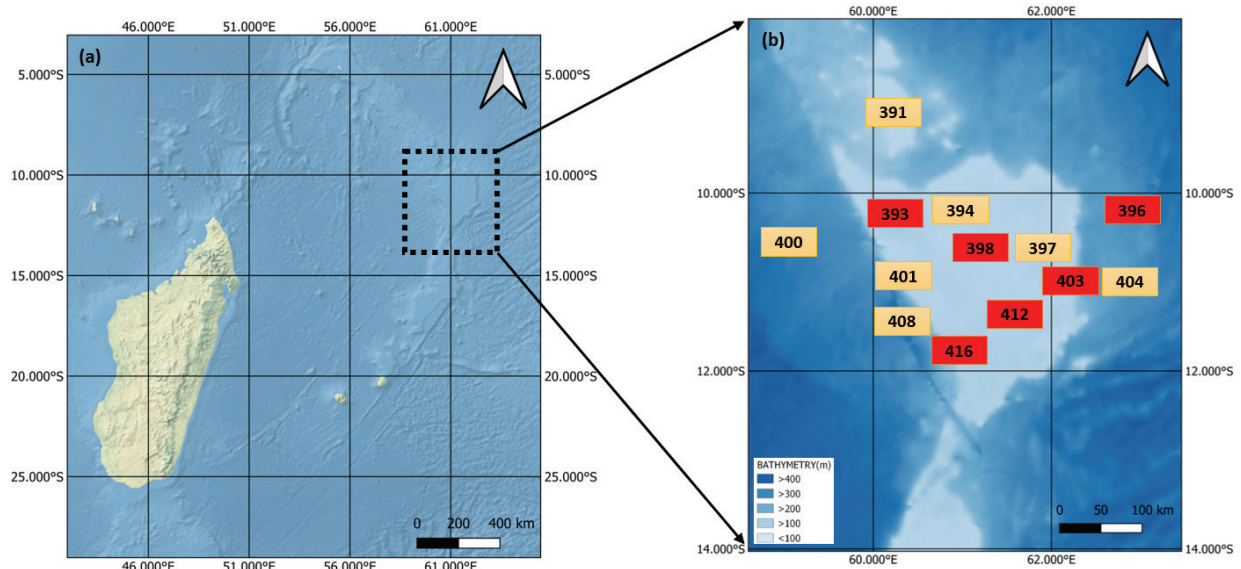 46.000°E 51.000°E 56.000°E 61.000°E
(a)
5.000°S 5.000°S
10.000°S 10.000°S
15.000°S 15.000°S
20.000°S 20.000°S
25.000°S 25.000°S
0 200 400 km
46.000°E 51.000°E 56.000°E 61.000°E
60.000°E 62.000°E
(b)
391
10.000°S 10.000°S
393 394 396
400 398 397
401 403 404
408 412
416
12.000°S 12.000°S
BATHYMETRY(m)
>400
>300
>200
>100
<100
0 50 100 km
14.000°S 14.000°S
60.000°E 62.000°E